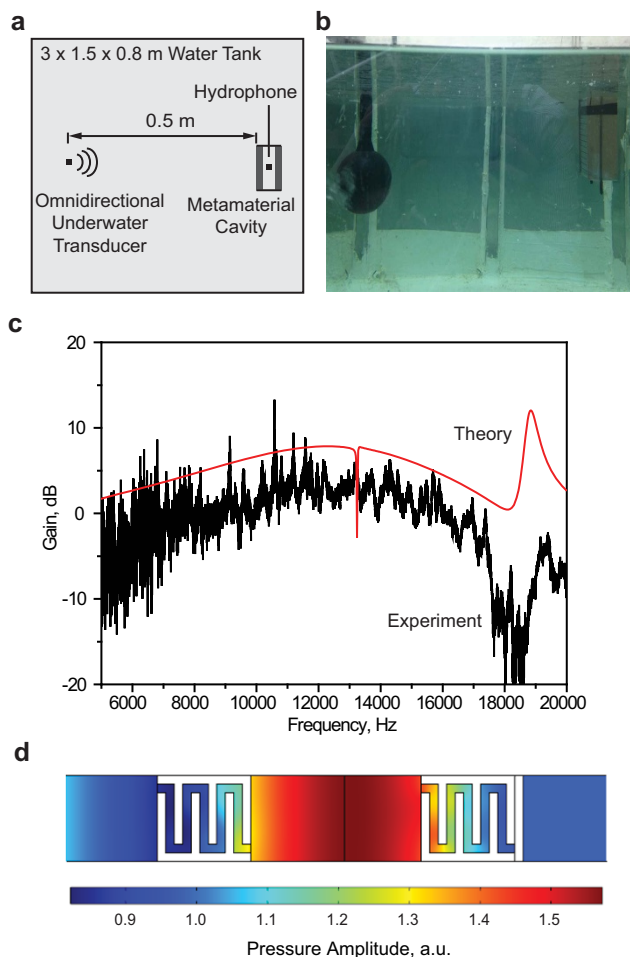 a
3 x 1.5 x 0.8 m Water Tank
Hydrophone
0.5 m
Omnidirectional
Underwater
Transducer
Metamaterial
Cavity
b
c
20
10
0
-10
-20
Gain, dB
Theory
Experiment
6000 8000 10000 12000 14000 16000 18000 20000
Frequency, Hz
d
0.9 1.0 1.1 1.2 1.3 1.4 1.5
Pressure Amplitude, a.u.